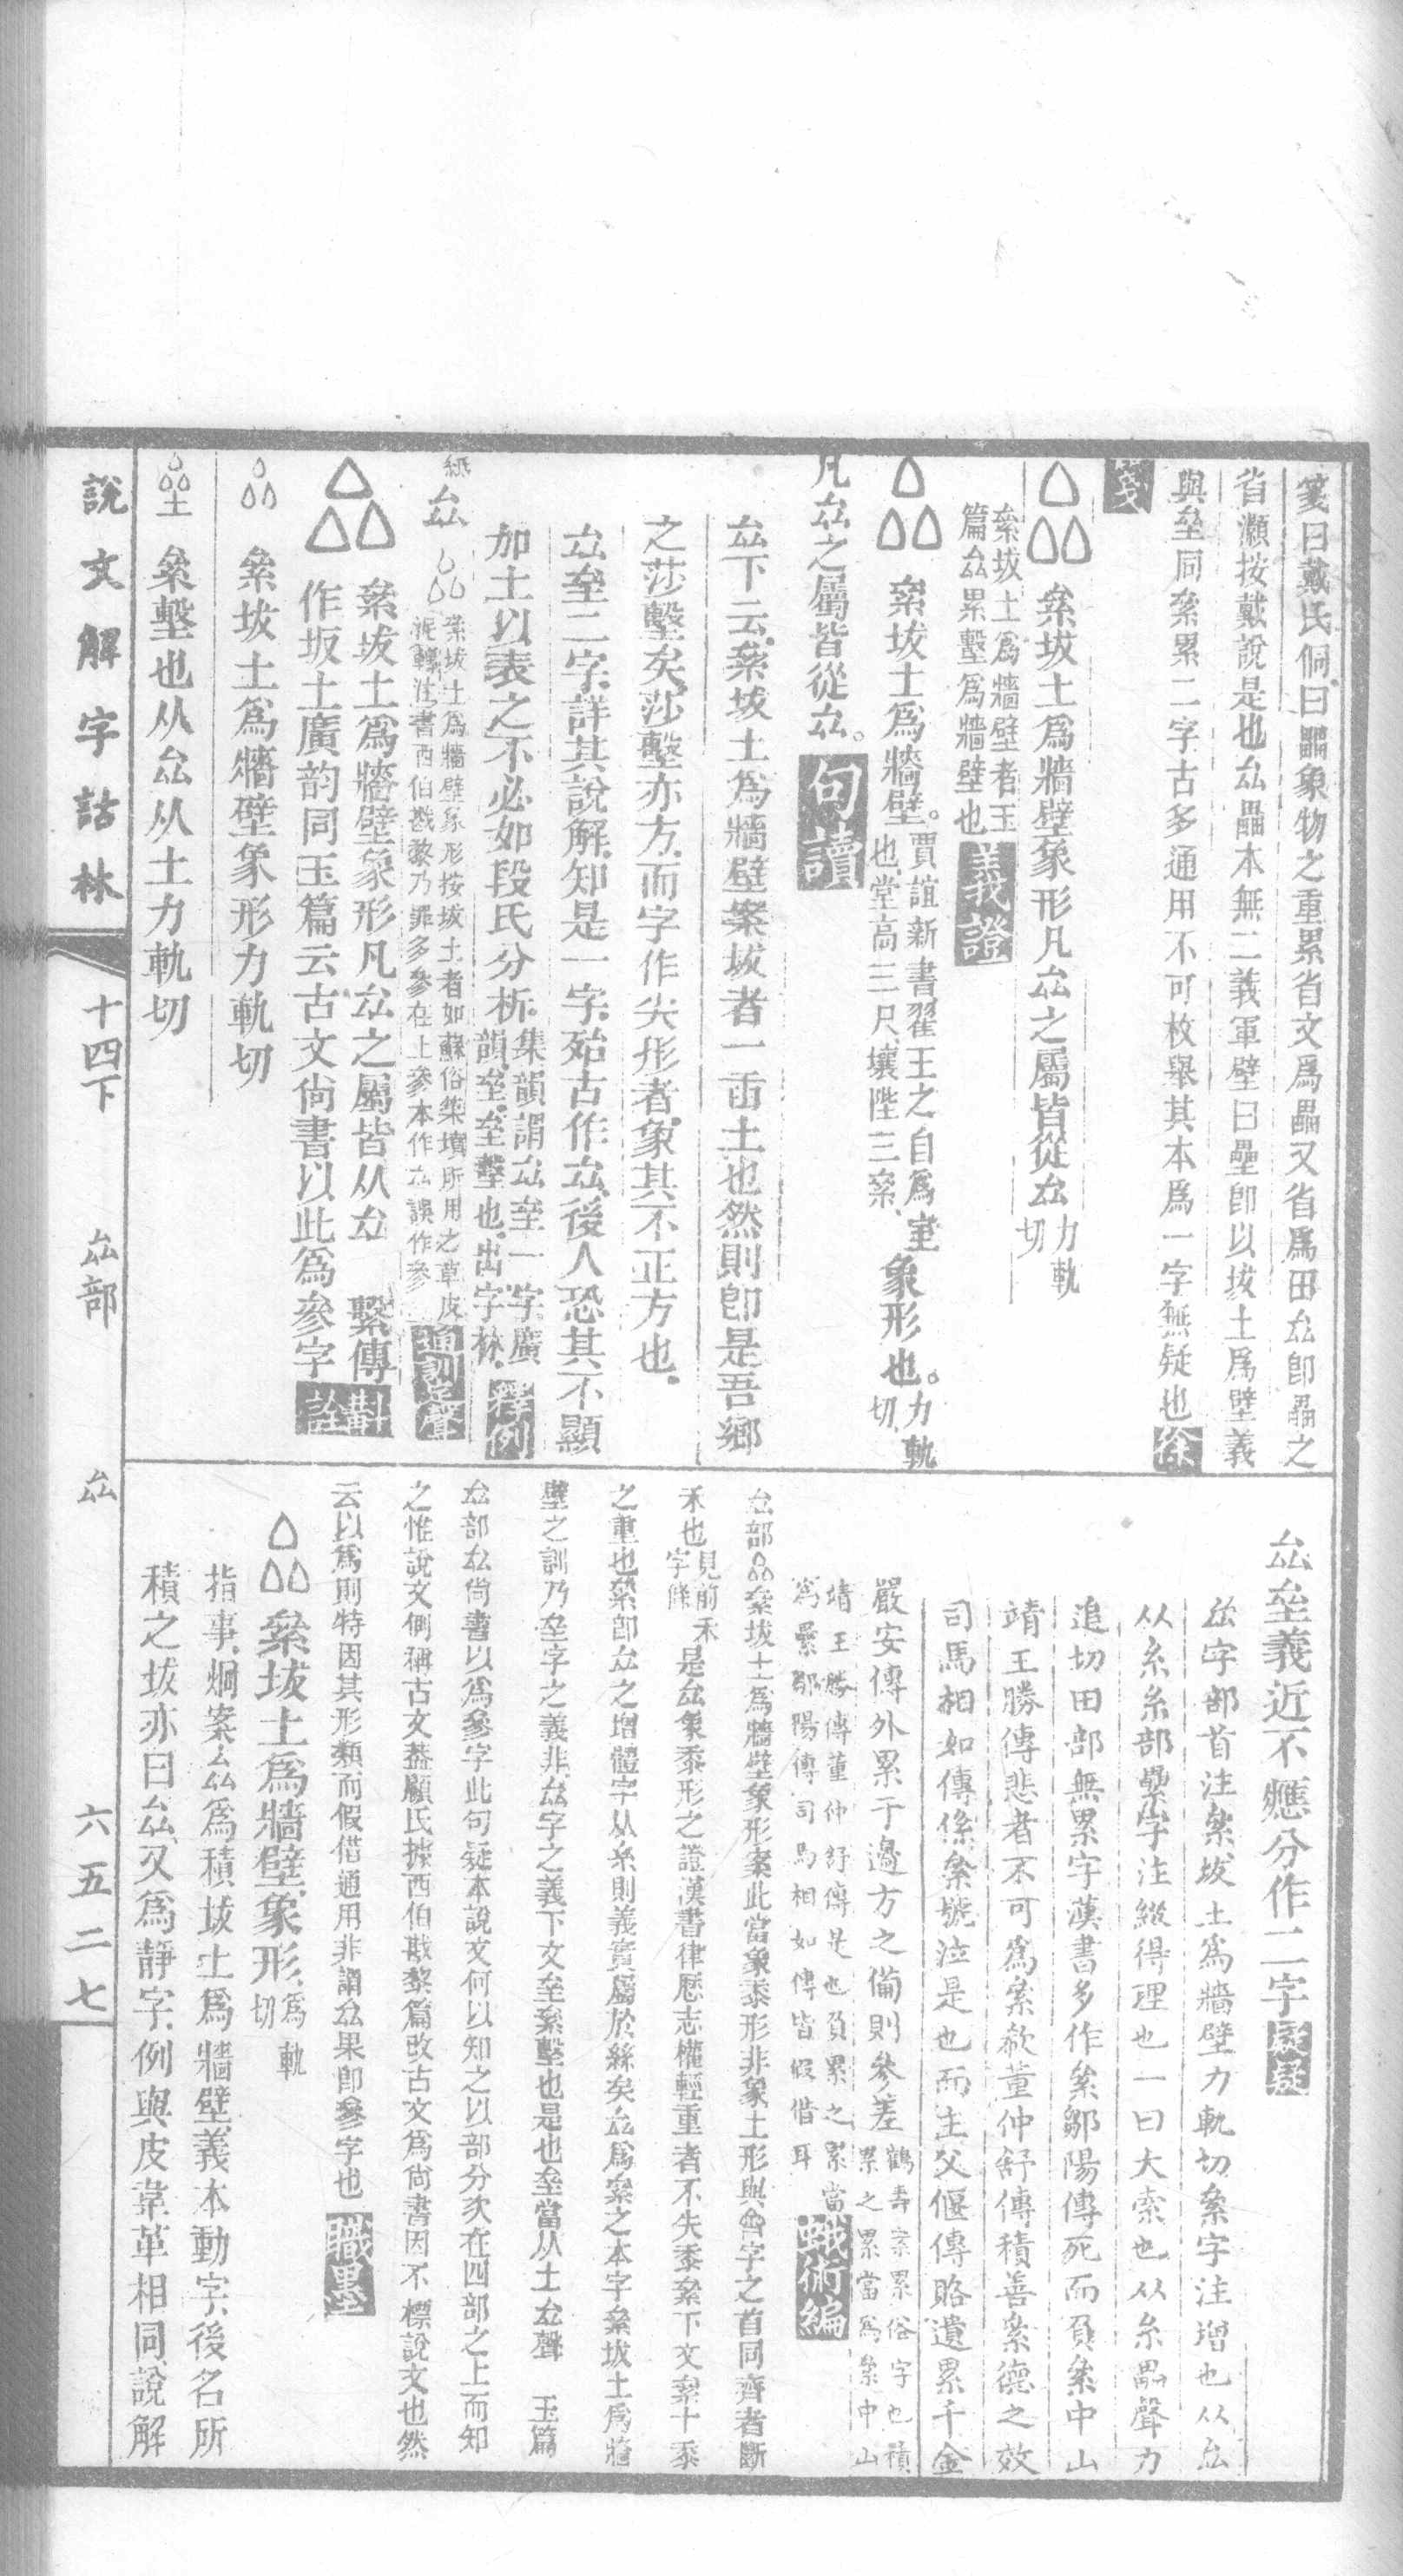 箋曰戴氏侗曰畾象物之重累省文爲畾又省爲田厽即畾之
省灝按戴說是也厽畾本無二義軍壁曰壘卽以坺土爲壁義
與垒同絫累二字古多通用不可枚舉其本爲一字無疑也徐
箋
絫坺土爲牆壁象形凡厽之屬皆從厽力軌切
絫坺土爲牆壁者玉
篇厽累墼爲牆壁也義證
絫坺土爲牆壁。賈誼新書翟王之自爲室
也堂高三尺壤陛三絫象形也。力軌切
凡厽之屬皆從厽。句讀
厽下云絫坺土爲牆壁案坺者一臿土也然則卽是吾鄉
之莎墼矣莎墼亦方而字作尖形者象其不正方也。
厽垒二字詳其說解知是一字殆古作厽後人恐其不顯
加土以表之不必如段氏分析集韻謂厽垒一字廣
韻垒垒墼也出字林釋例
厽 絫坺土爲牆壁象形按坺土者如蘇俗築墳所用之草皮
轉注書西伯戡黎乃罪多參在上參本作厽誤作參通訓定聲
絫坺土爲牆壁象形凡厽之屬皆从厽 繫傳
作坂土廣韵同玉篇云古文尙書以此爲參字斠詮
絫坺土爲牆壁象形力軌切
絫墼也从厽从土力軌切
說文解字詁林 十四下 厽部 厽 六五二七
厽垒義近不應分作二字
厽字部首注絫坺土爲牆壁力軌切絫字注增也从厽
从糸糸部纍字注綴得理也一曰大索也从糸畾聲力
追切田部無累字漢書多作絫鄒陽傳死而負絫中山
靖王勝傳悲者不可爲絫欷董仲舒傳積善絫德之效
司馬相如傳係絫號泣是也而主父偃傳賂遺累千金
嚴安傳外累于邊方之備則參差鶴壽案累俗字也積
累之累當爲絫中山
靖王勝傳董仲舒傳是也負累之累當
爲纍鄒陽傳司馬相如傳皆假借耳蛾術編
厽部厽絫坺土爲牆壁象形案此當象黍形非象土形與會字之首同齊者斷
禾也見前禾字條是厽象黍形之證漢書律厯志權輕重者不失黍絫下文絫十黍
之重也絫卽厽之增體字从糸則義實屬於絲矣厽爲絫之本字絫坺土爲牆
壁之訓乃垒字之義非厽字之義下文垒絫墼也是也垒當从土厽聲 玉篇
厽部厽尙書以爲參字此句疑本說文何以知之以部分次在四部之上而知
之惟說文例稱古文蓋顧氏據西伯戡黎篇改古文爲尙書因不標說文也然
云以爲則特因其形類而假借通用非謂厽果卽參字也職墨
絫坺土爲牆壁象形爲軌切
指事炯案厽爲積坺土爲牆壁義本動字後名所
積之坺亦曰厽又爲靜字例與皮韋革相同說解